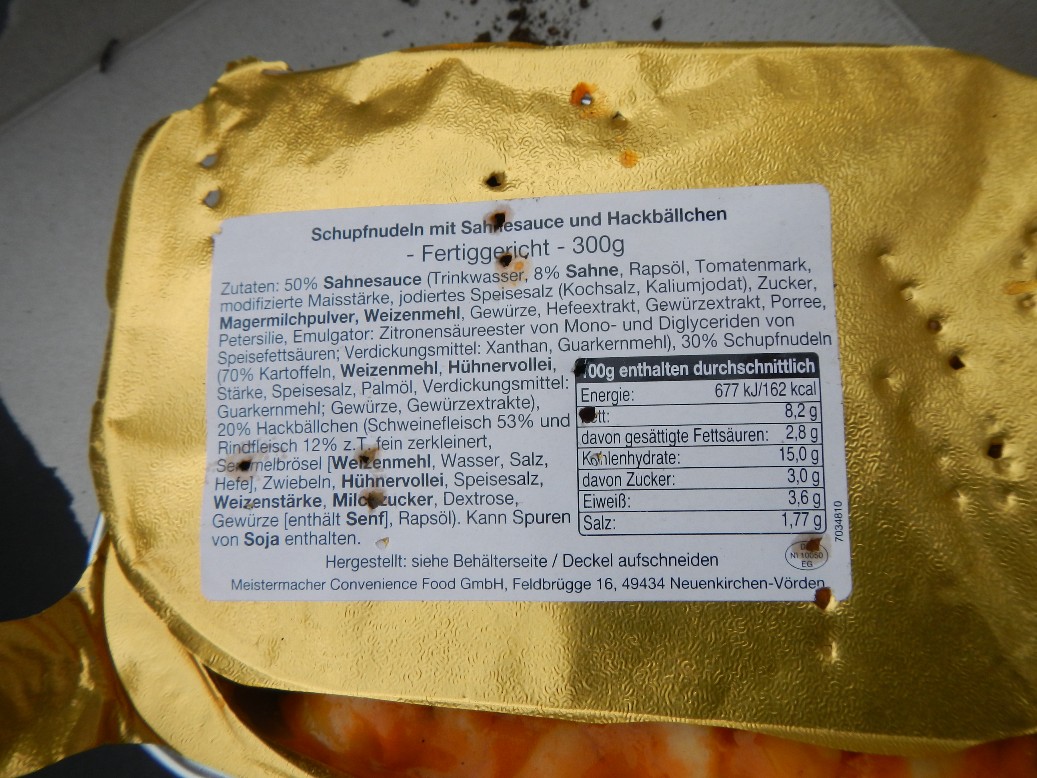 Schupfnudeln mit Sahnesauce und Hackbällchen
- Fertiggericht - 300g
Zutaten: 50% Sahnesauce (Trinkwasser, 8% Sahne, Rapsöl, Tomatenmark,
modifizierte Maisstärke, jodiertes Speisesalz (Kochsalz, Kaliumjodat), Zucker,
Magermilchpulver, Weizenmehl, Gewürze, Hefeextrakt, Gewürzextrakt, Porree,
Petersilie, Emulgator: Zitronensäureester von Mono- und Diglyceriden von
Speisefettsäuren; Verdickungsmittel: Xanthan, Guarkernmehl), 30% Schupfnudeln
(70% Kartoffeln, Weizenmehl, Hühnervollei,
Stärke, Speisesalz, Palmöl, Verdickungsmittel:
Guarkernmehl; Gewürze, Gewürzextrakte),
20% Hackbällchen (Schweinefleisch 53% und
Rindfleisch 12% z.T. fein zerkleinert,
Semmelbrösel [Weizenmehl, Wasser, Salz,
Hefe], Zwiebeln, Hühnervollei, Speisesalz,
Weizenstärke, Milchzucker, Dextrose,
Gewürze [enthält Senf], Rapsöl). Kann Spuren
von Soja enthalten.
100g enthalten durchschnittlich
Energie: 677 kJ/162 kcal
Fett: 8,2 g
davon gesättigte Fettsäuren: 2,8 g
Kohlenhydrate: 15,0 g
davon Zucker: 3,0 g
Eiweiß: 3,6 g
Salz: 1,77 g
7034810
Hergestellt: siehe Behälterseite / Deckel aufschneiden
NI 10050
EG
Meistermacher Convenience Food GmbH, Feldbrügge 16, 49434 Neuenkirchen-Vörden